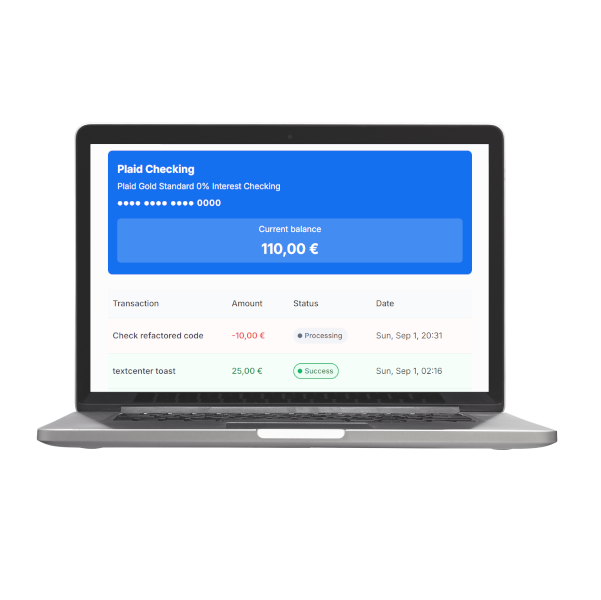 Plaid Checking
Plaid Gold Standard 0% Interest Checking
●●●● ●●●● ●●●● 0000
Current balance
110,00 €
Transaction Amount Status Date
Check refactored code -10,00 € Processing Sun, Sep 1, 20:31
textcenter toast 25,00 € Success Sun, Sep 1, 02:16